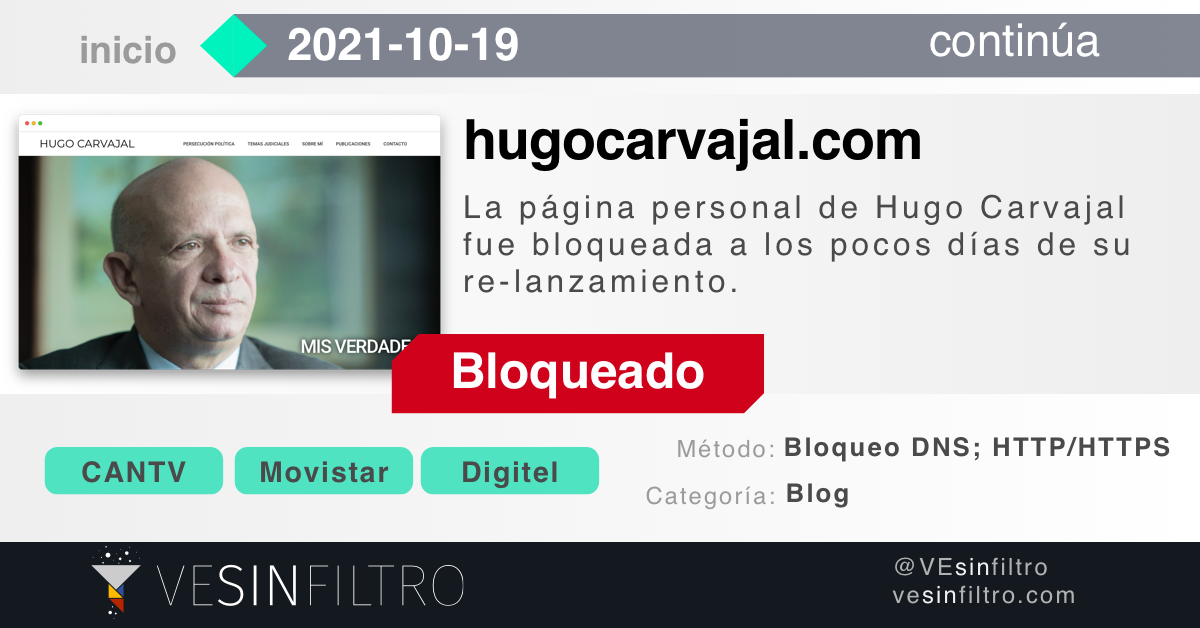 inicio
2021-10-19
continúa
HUGO CARVAJAL
PERSECUCIÓN POLÍTICA TEMAS JUDICIALES SOBRE MÍ PUBLICACIONES CONTACTO
MIS VERDADE
hugocarvajal.com
La página personal de Hugo Carvajal
fue bloqueada a los pocos días de su
re-lanzamiento.
Bloqueado
CANTV
Movistar
Digitel
Método: Bloqueo DNS; HTTP/HTTPS
Categoría: Blog
VESINFILTRO
@VEsinfiltro
vesinfiltro.com